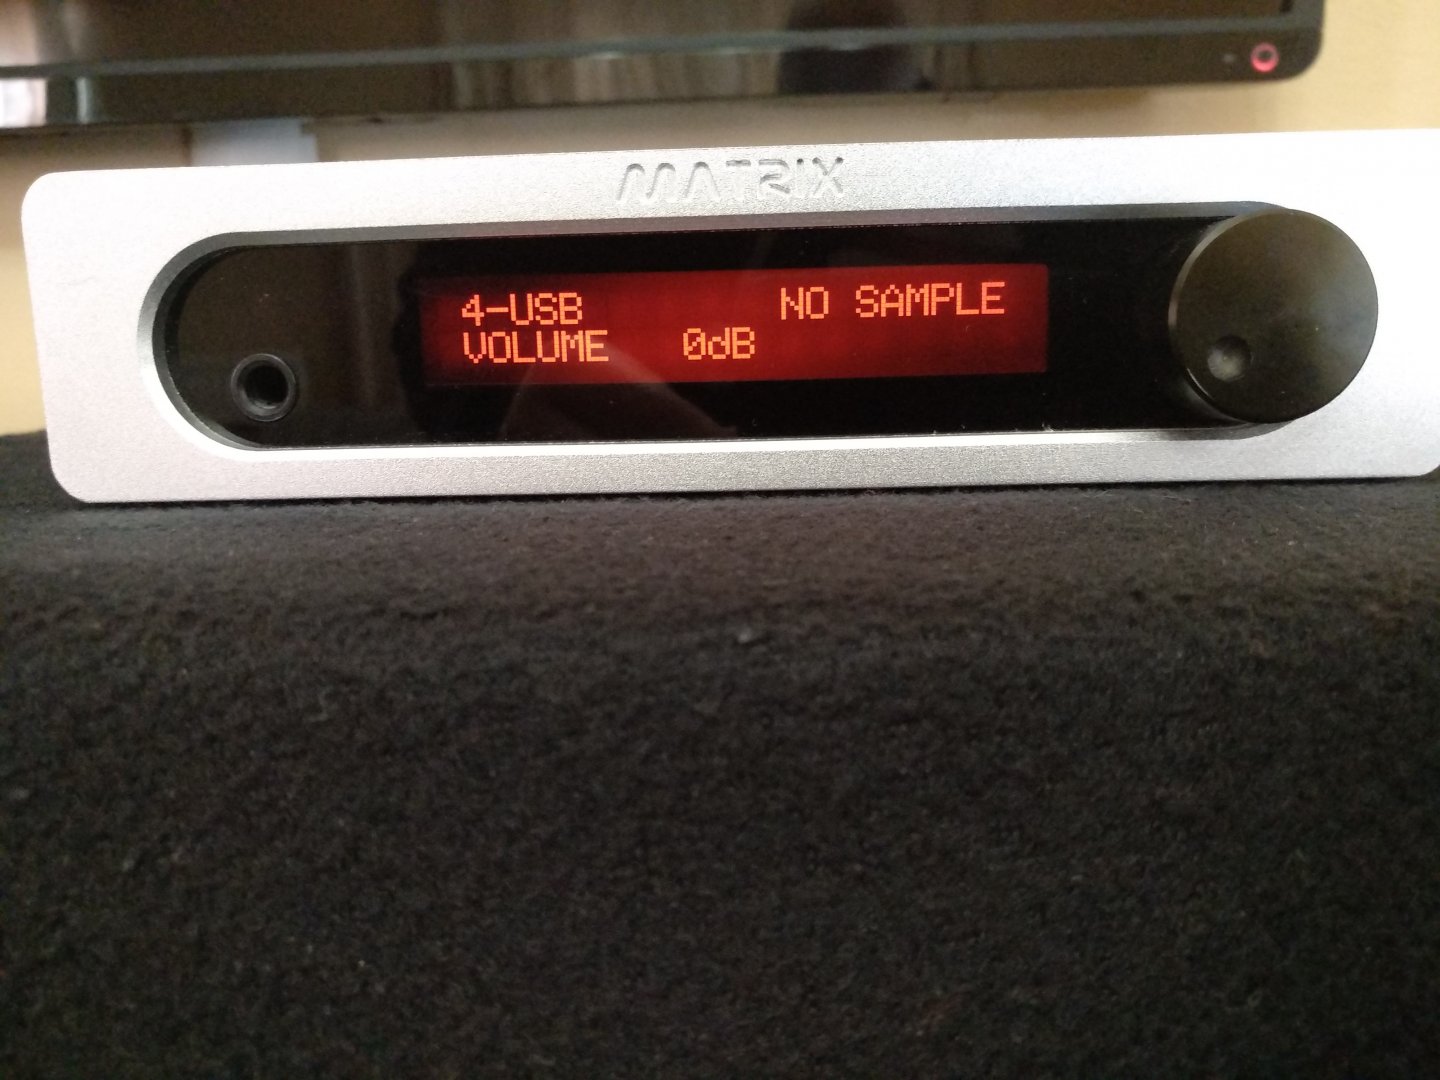 MATRIX
4-USB NO SAMPLE
VOLUME 0dB